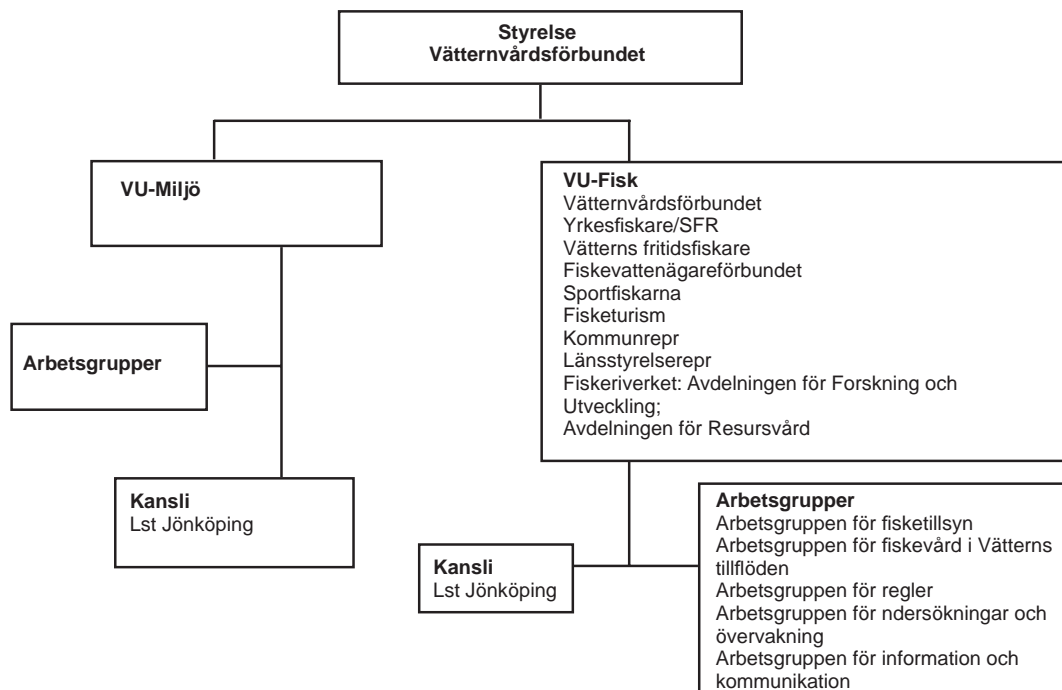 Styrelse
Vätternvårdsförbundet
VU-Miljö
Arbetsgrupper
Kansli
Lst Jönköping
VU-Fisk
Vätternvårdsförbundet
Yrkesfiskare/SFR
Vätterns fritidsfiskare
Fiskevattenägareförbundet
Sportfiskarna
Fisketurism
Kommunrepr
Länsstyrelserepr
Fiskeriverket: Avdelningen för Forskning och
Utveckling;
Avdelningen för Resursvård
Kansli
Lst Jönköping
Arbetsgrupper
Arbetsgruppen för fisketillsyn
Arbetsgruppen för fiskevård i Vätterns
tillflöden
Arbetsgruppen för regler
Arbetsgruppen för ndersökningar och
övervakning
Arbetsgruppen för information och
kommunikation